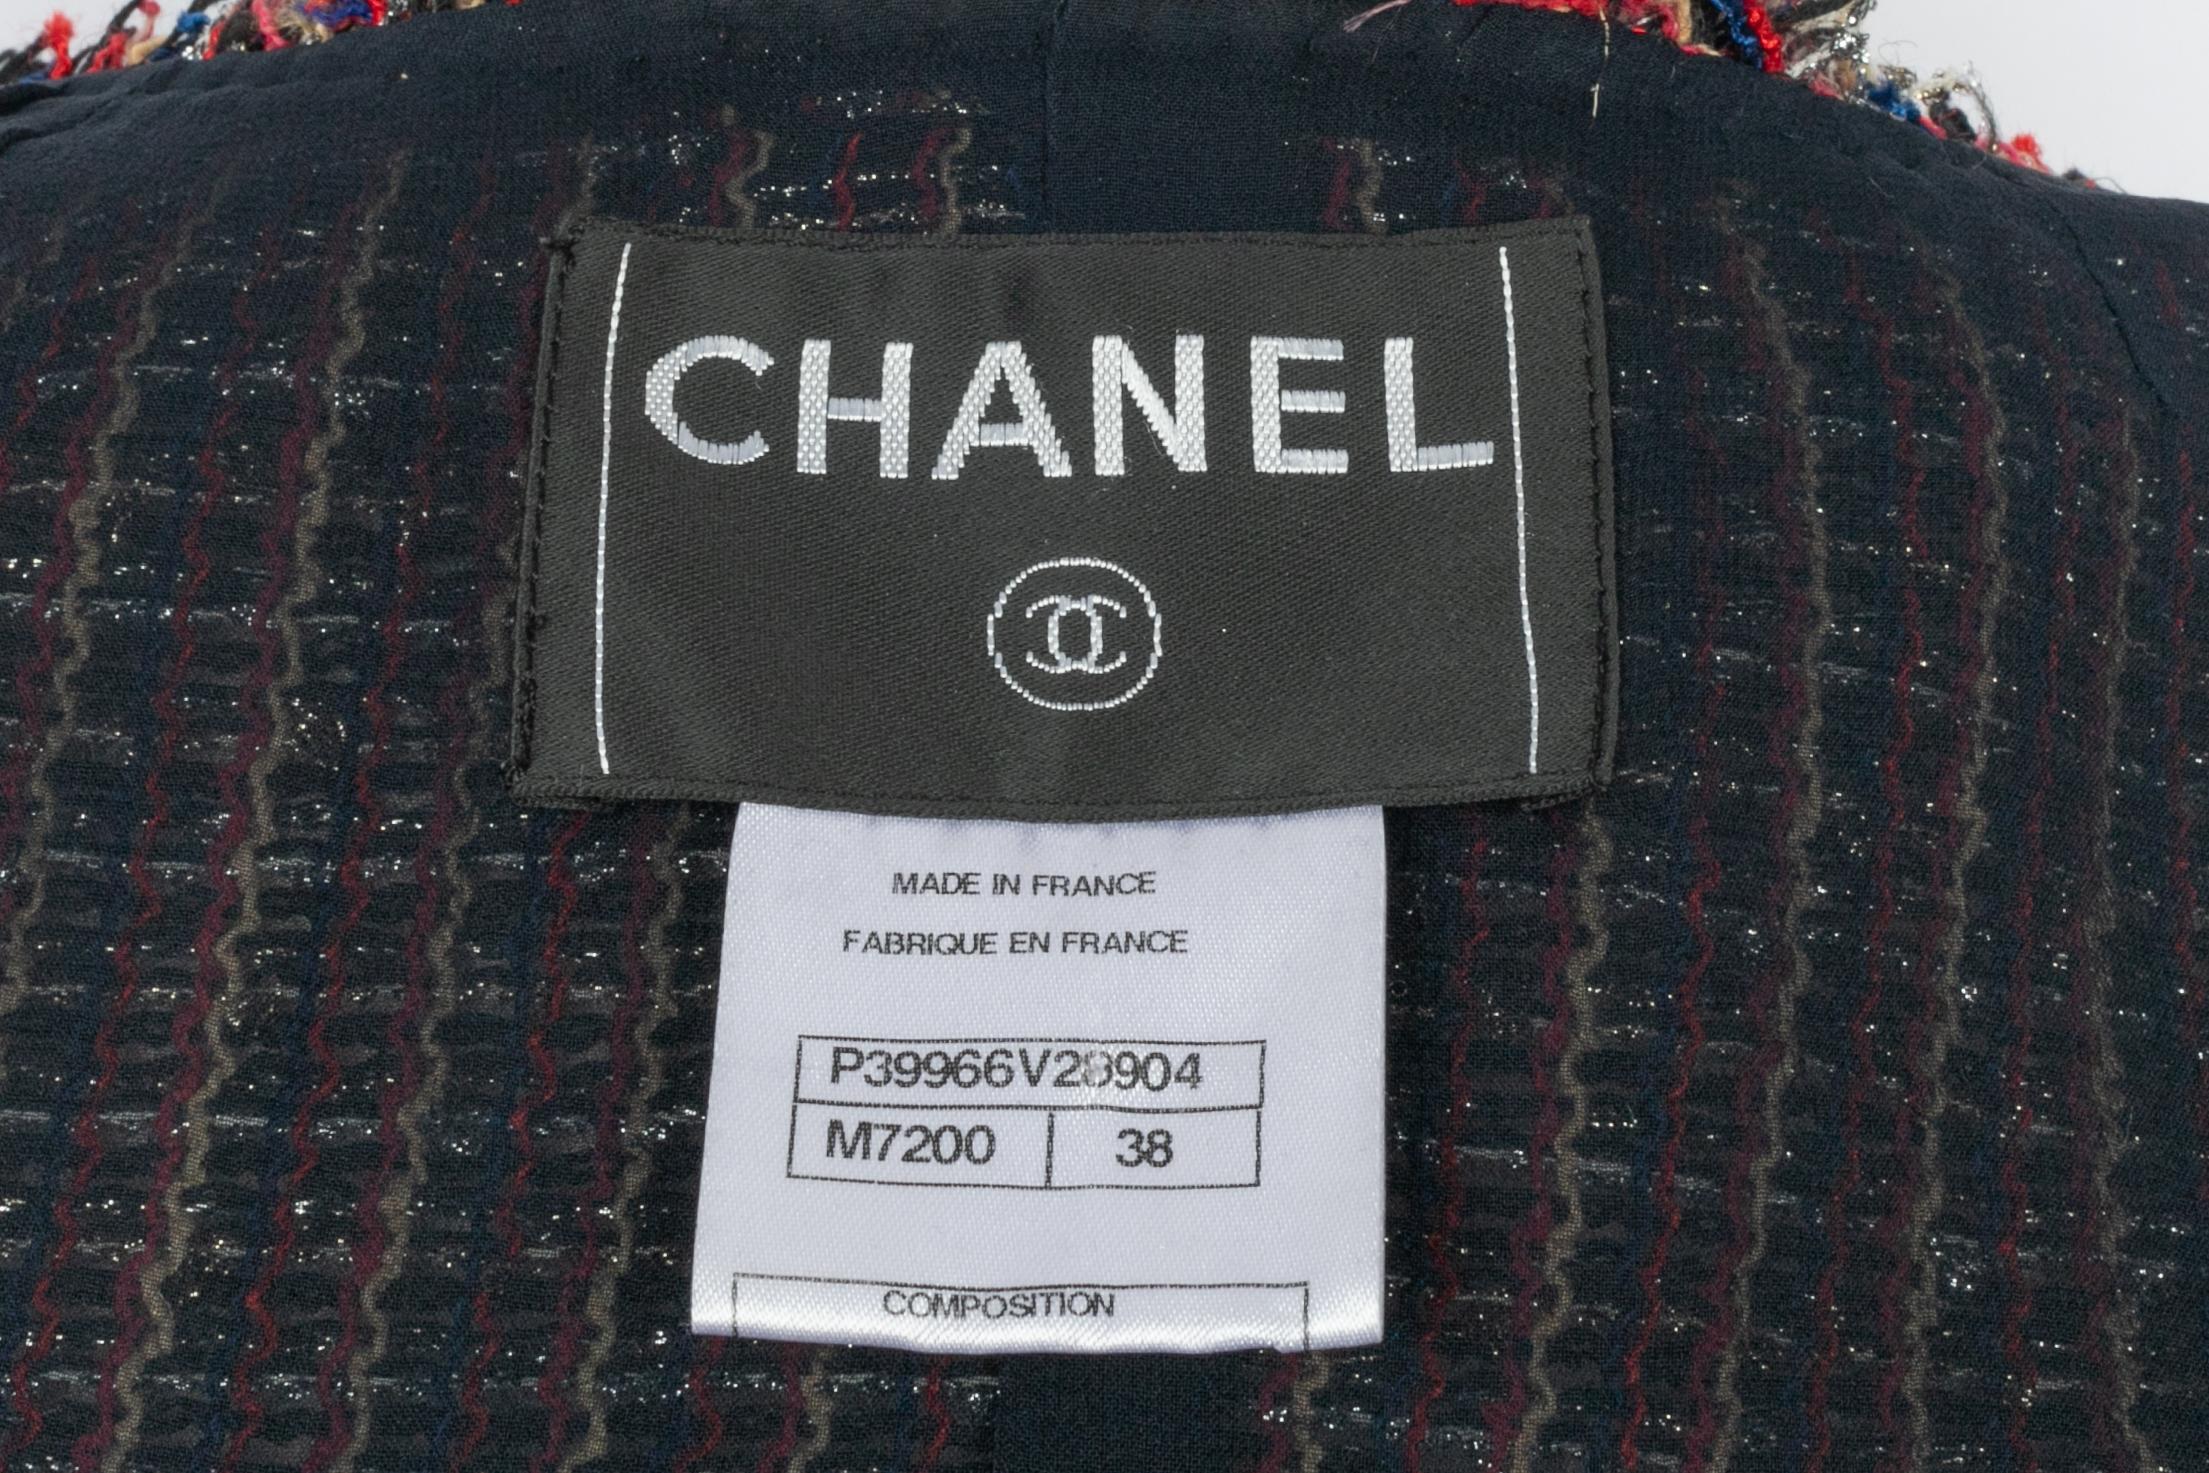 CHANEL
MADE IN FRANCE
FABRIQUE EN FRANCE
P39966V28904
M7200 38
COMPOSITION